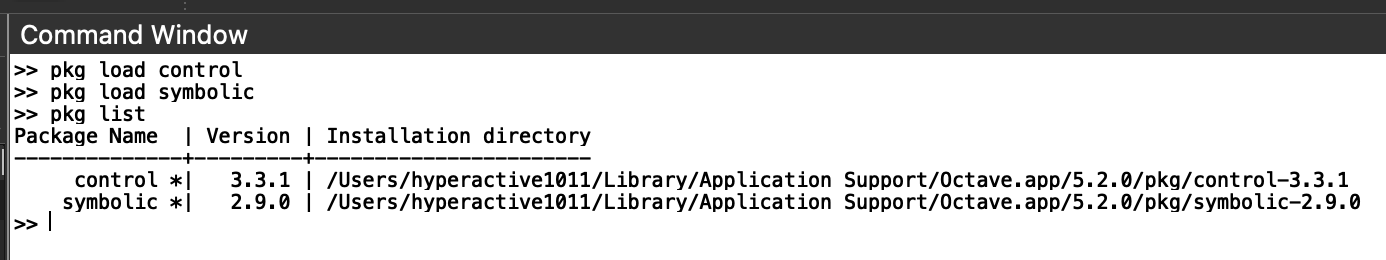 Command Window
>> pkg load control
>> pkg load symbolic
>> pkg list
Package Name  | Version | Installation directory
--------------+---------+-----------------------
     control *|   3.3.1 | /Users/hyperactive1011/Library/Application Support/Octave.app/5.2.0/pkg/control-3.3.1
    symbolic *|   2.9.0 | /Users/hyperactive1011/Library/Application Support/Octave.app/5.2.0/pkg/symbolic-2.9.0
>>